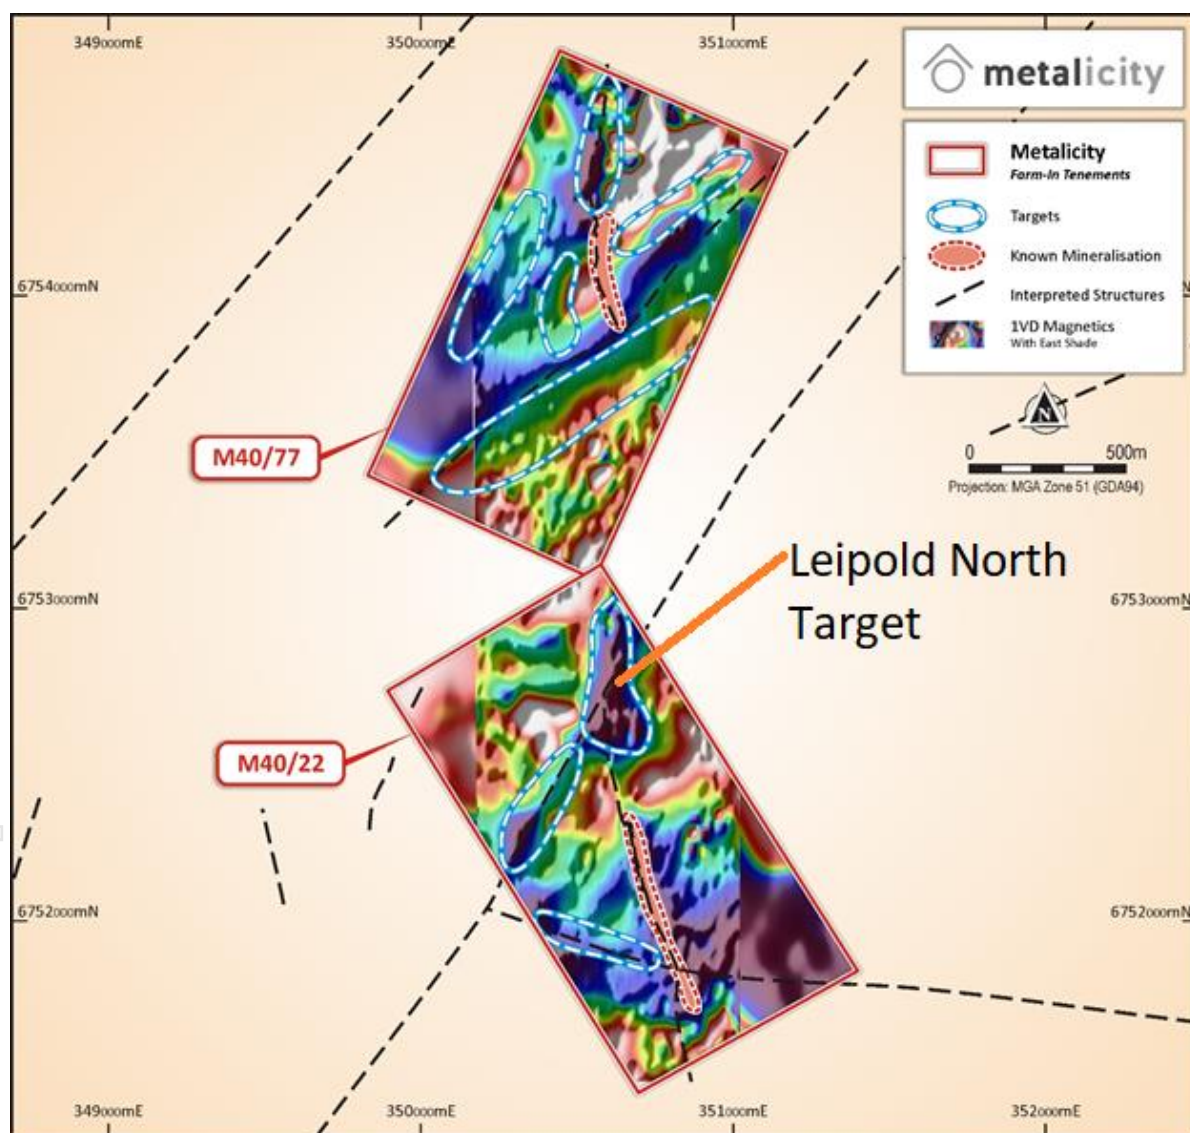 349000mE
350000mE
351000mE
metalicity
Metalicity
Farm-In Tenements
Targets
Known Mineralisation
Interpreted Structures
1VD Magnetics
With East Shade
6754000mN
N
N
0
500m
Projection: MGA Zone 51 (GDA94)
M40/77
Leipold North
Target
6753000mN
6753000mN
M40/22
6752000mN
6752000mN
349000mE
350000mE
351000mE
352000mE